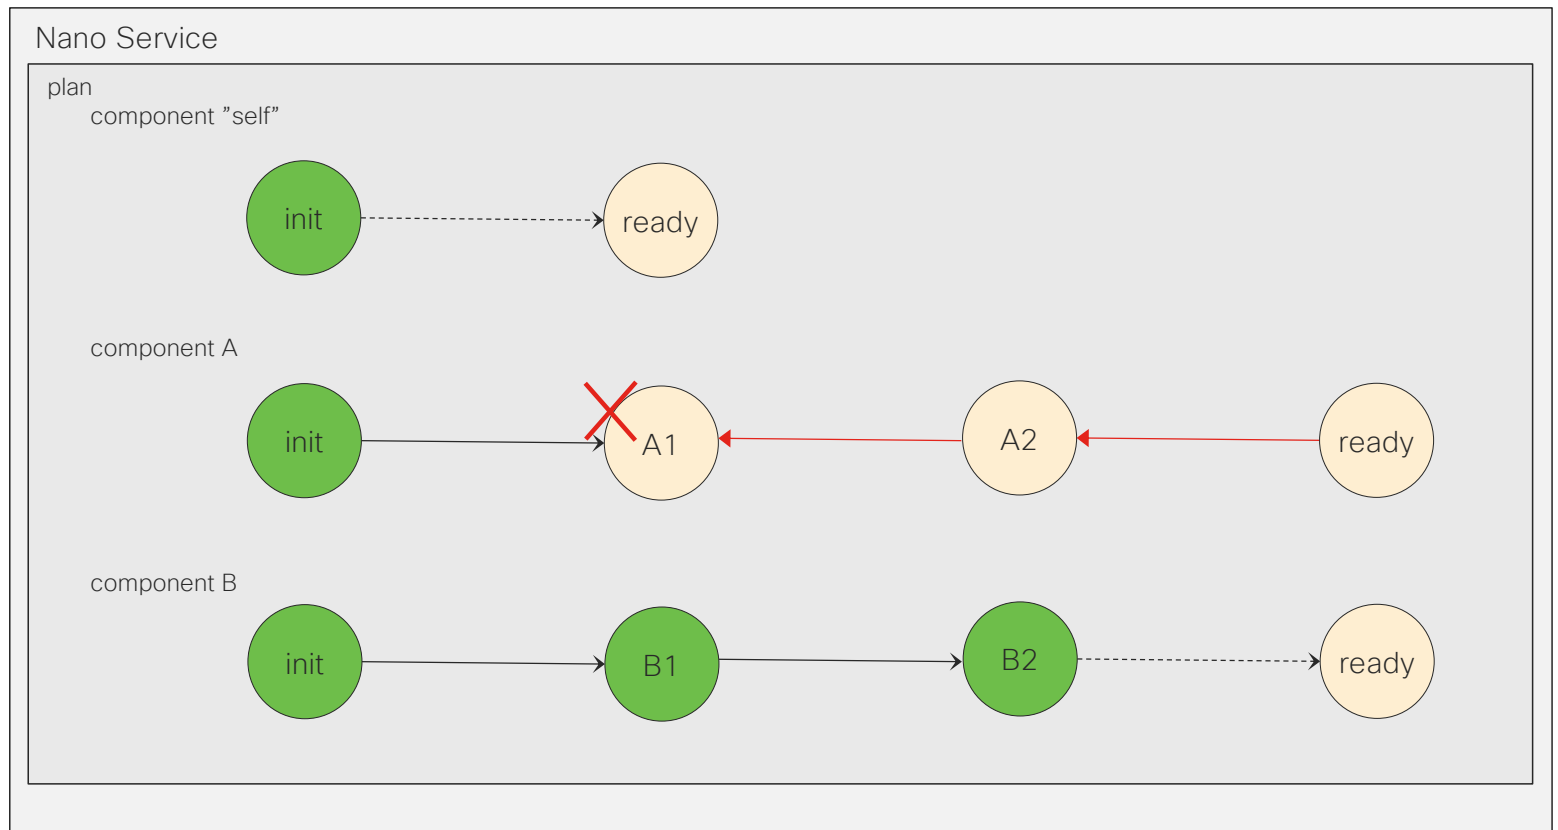 Nano Service
plan
component ”self”
init
ready
component A
init
A1
A2
ready
component B
init
B1
B2
ready